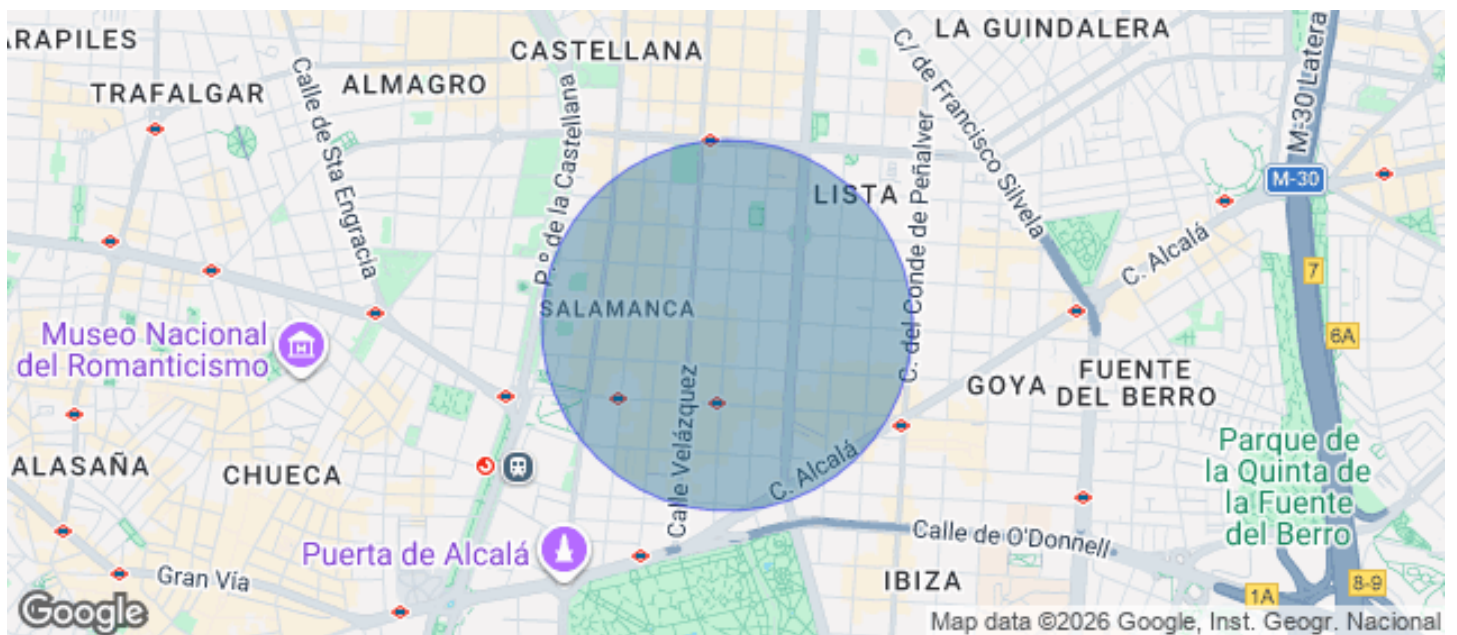 ARAPILES
CASTELLANA
LA GUINDALERA
TRAFALGAR
ALMAGRO
Calle de Sta Engracia
P.º de la Castellana
C/ de Francisco Silvela
M-30 Lateral
LISTA
C. del Conde de Peñalver
M-30
C. Alcalá
7
SALAMANCA
Museo Nacional
del Romanticismo
6A
Calle Velázquez
GOYA
FUENTE
DEL BERRO
ALASAÑA
CHUECA
C. Alcalá
Parque de
la Quinta de
la Fuente
del Berro
Puerta de Alcalá
Calle de O'Donnell
Gran Vía
IBIZA
1A
8-9
Google
Map data ©2026 Google, Inst. Geogr. Nacional